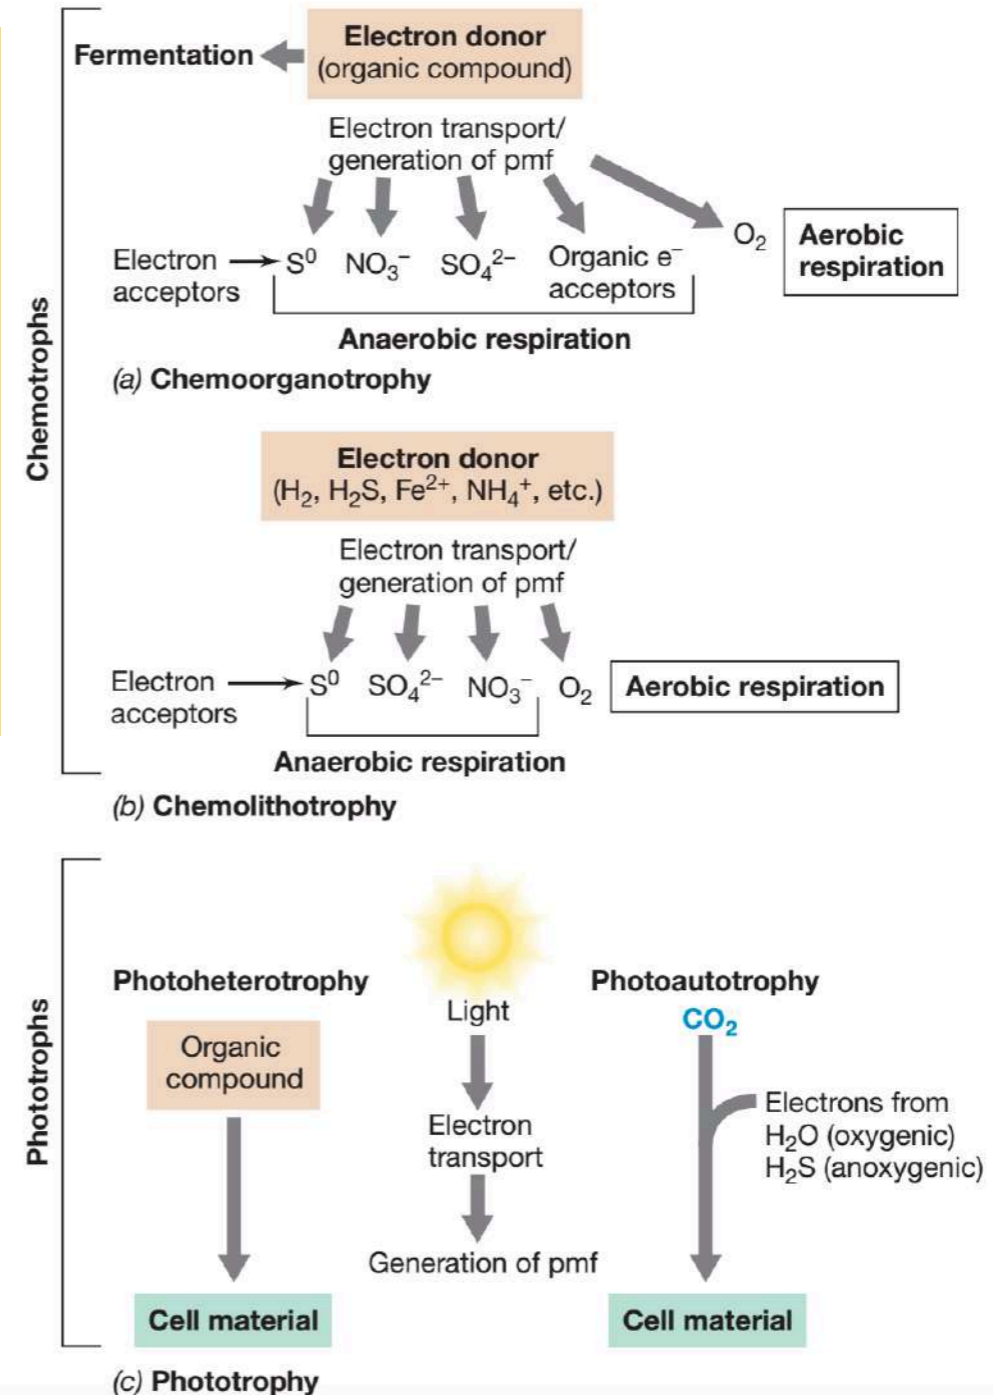 Fermentation
Electron donor
(organic compound)
Electron transport/
generation of pmf
Electron
acceptors
S⁰
NO₃⁻
SO₄²⁻
Organic e⁻
acceptors
O₂
Aerobic
respiration
Anaerobic respiration
(a) Chemoorganotrophy
Chemotrophs
Electron donor
(H₂, H₂S, Fe²⁺, NH₄⁺, etc.)
Electron transport/
generation of pmf
Electron
acceptors
S⁰
SO₄²⁻
NO₃⁻
O₂
Aerobic respiration
Anaerobic respiration
(b) Chemolithotrophy
Phototrophs
Photoheterotrophy
Organic
compound
Cell material
Light
Electron
transport
Generation of pmf
Photoautotrophy
CO₂
Electrons from
H₂O (oxygenic)
H₂S (anoxygenic)
Cell material
(c) Phototrophy